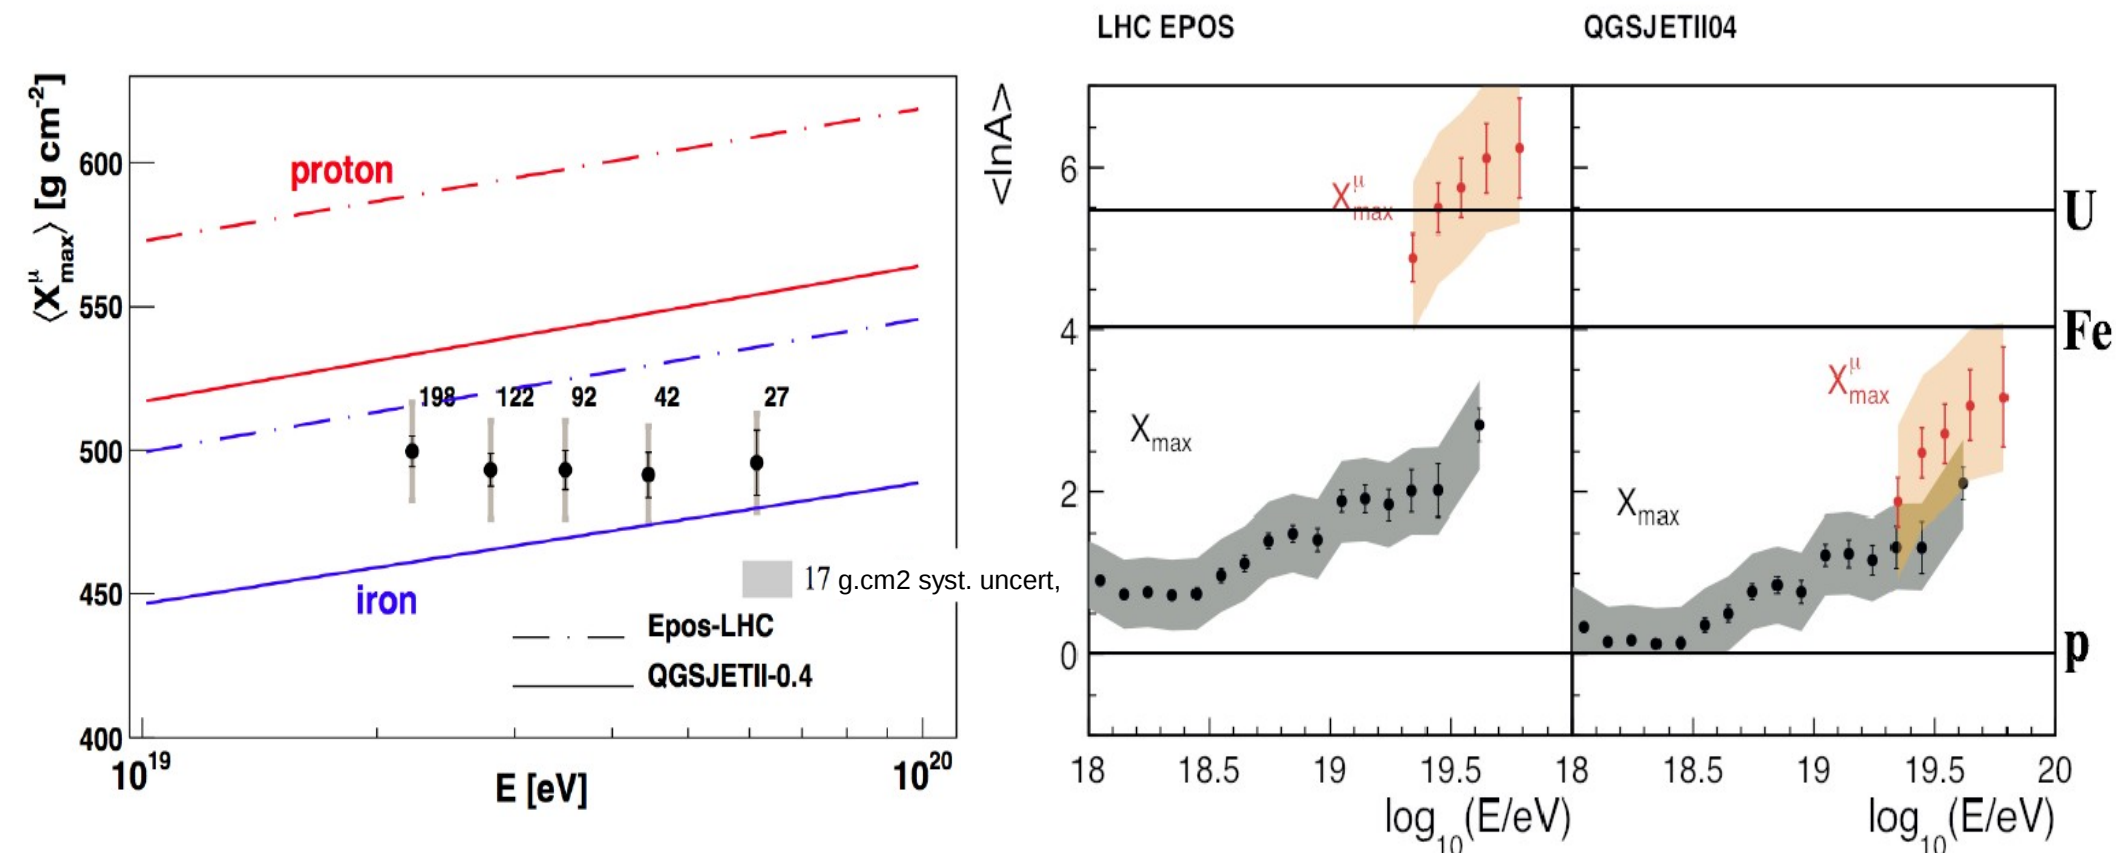 ⟨X^μ_max⟩ [g cm^-2]
600
550
500
450
400
proton
198 122 92 42 27
17 g.cm2 syst. uncert,
iron
Epos-LHC
QGSJETII-0.4
10^19
10^20
E [eV]
LHC EPOS
QGSJETII04
<lnA>
6
4
2
0
X^μ_max
X_max
X^μ_max
X_max
U
Fe
p
18 18.5 19 19.5 18 18.5 19 19.5 20
log_10(E/eV)
log_10(E/eV)